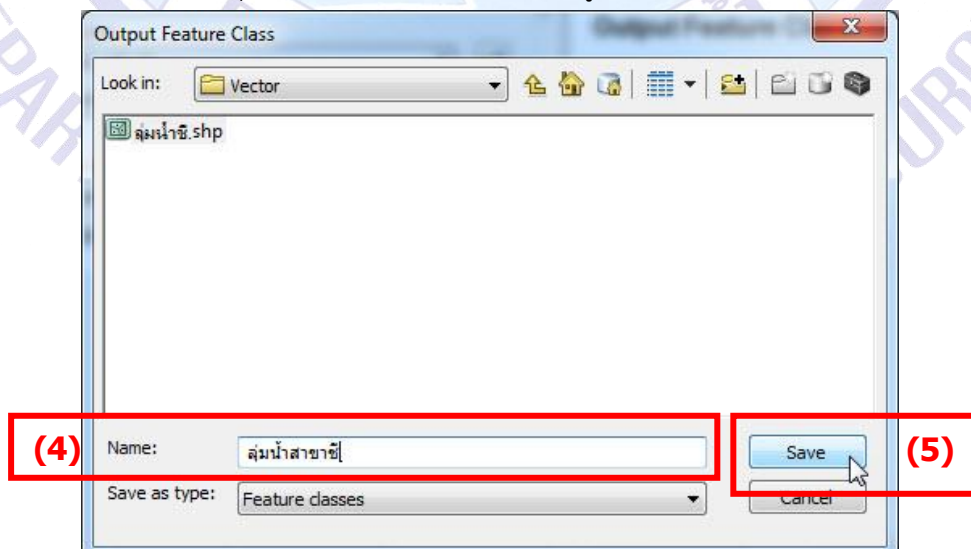 Output Feature Class
Look in: Vector
ลุ่มน้ำชี.shp
(4) Name: ลุ่มน้ำสาขาชี Save (5)
Save as type: Feature classes Cancel